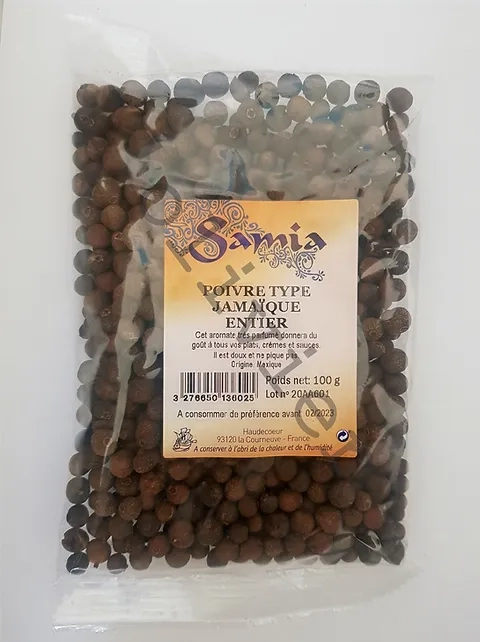 Samia
POIVRE TYPE
JAMAÏQUE
ENTIER
Cet aromate très parfumé donnera du
goût à tous vos plats, crèmes et sauces.
Il est doux et ne pique pas.
Origine: Mexique
3 276650 136025
Poids net: 100 g
Lot n° 20AA601
A consommer de préférence avant 02/2023
Haudecoeur
93120 la Courneuve - France
A conserver à l'abri de la chaleur et de l'humidité